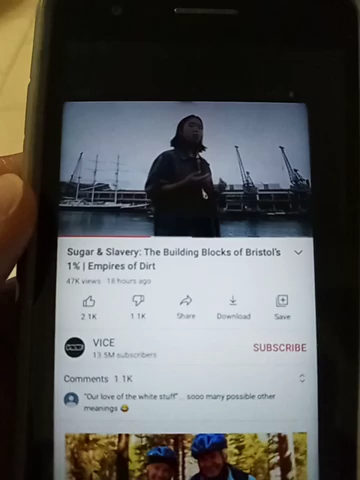 Sugar & Slavery: The Building Blocks of Bristol's
1% | Empires of Dirt
47K views · 18 hours ago
2.1K
1.1K
Share
Download
Save
VICE
13.5M subscribers
SUBSCRIBE
Comments 1.1K
"Our love of the white stuff"... sooo many possible other
meanings 😂